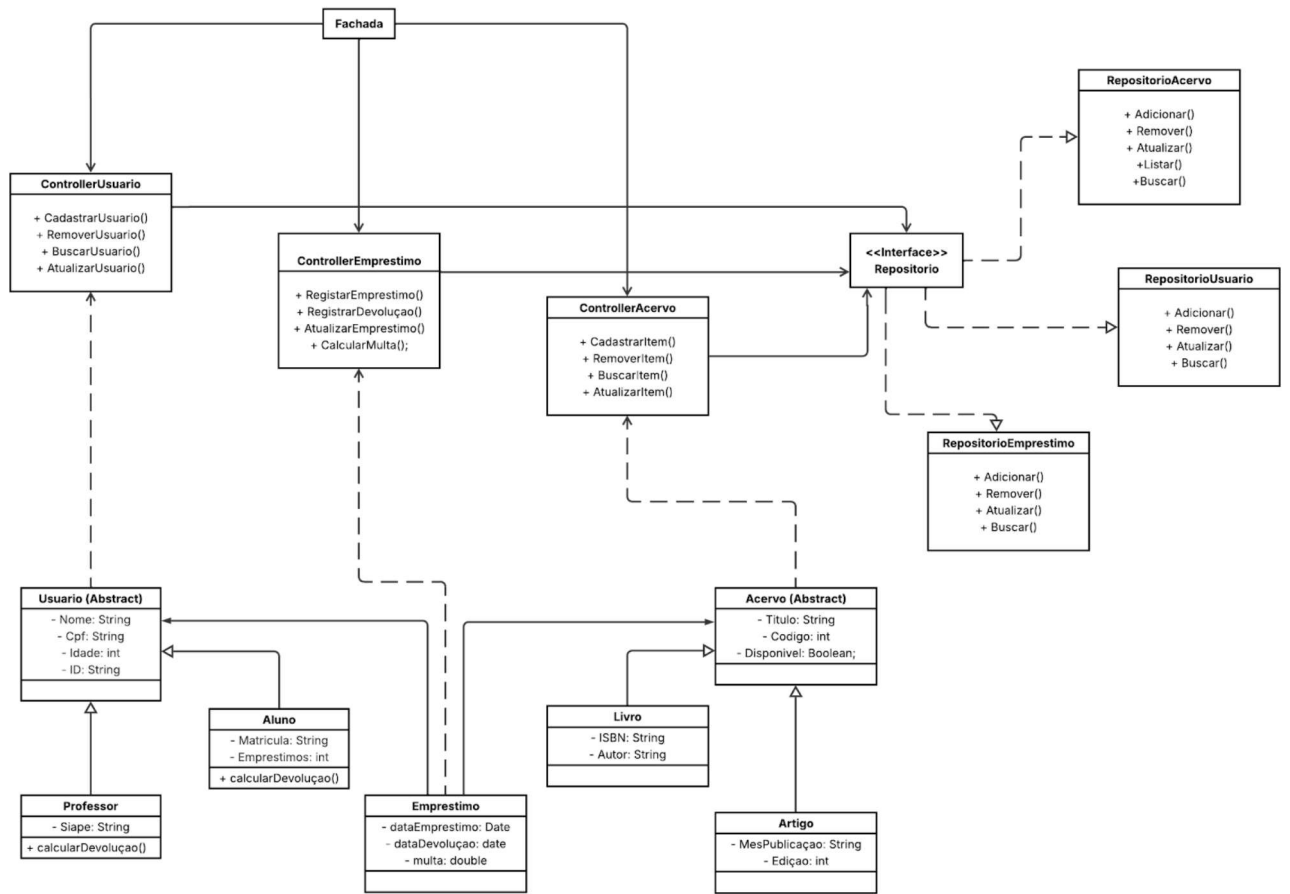 Fachada
RepositorioAcervo
+ Adicionar()
+ Remover()
+ Atualizar()
+Listar()
+Buscar()
ControllerUsuario
+ CadastrarUsuario()
+ RemoverUsuario()
+ BuscarUsuario()
+ AtualizarUsuario()
ControllerEmprestimo
+ RegistarEmprestimo()
+ RegistrarDevoluçao()
+ AtualizarEmprestimo()
+ CalcularMulta();
<<Interface>>
Repositorio
RepositorioUsuario
+ Adicionar()
+ Remover()
+ Atualizar()
+ Buscar()
ControllerAcervo
+ CadastrarItem()
+ RemoverItem()
+ BuscarItem()
+ AtualizarItem()
RepositorioEmprestimo
+ Adicionar()
+ Remover()
+ Atualizar()
+ Buscar()
Usuario (Abstract)
- Nome: String
- Cpf: String
- Idade: int
- ID: String
Acervo (Abstract)
- Titulo: String
- Codigo: int
- Disponivel: Boolean;
Aluno
- Matricula: String
- Emprestimos: int
+ calcularDevoluçao()
Livro
- ISBN: String
- Autor: String
Professor
- Siape: String
+ calcularDevoluçao()
Emprestimo
- dataEmprestimo: Date
- dataDevoluçao: date
- multa: double
Artigo
- MesPublicaçao: String
- Ediçao: int